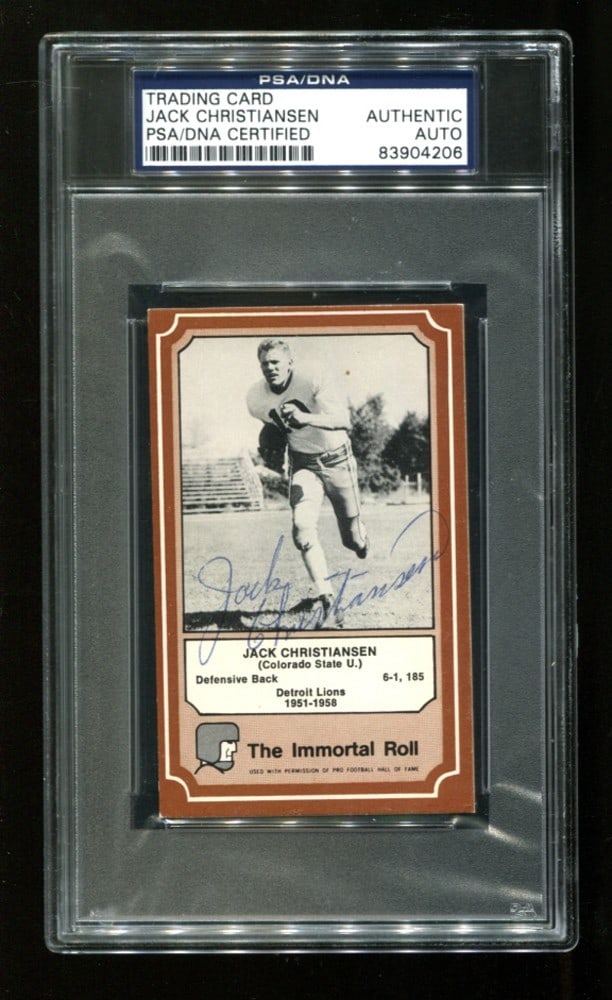 PSA/DNA
TRADING CARD
JACK CHRISTIANSEN AUTHENTIC
PSA/DNA CERTIFIED AUTO
83904206
Jack
Christiansen
JACK CHRISTIANSEN
(Colorado State U.)
Defensive Back 6-1, 185
Detroit Lions
1951-1958
The Immortal Roll
USED WITH PERMISSION OF PRO FOOTBALL HALL OF FAME